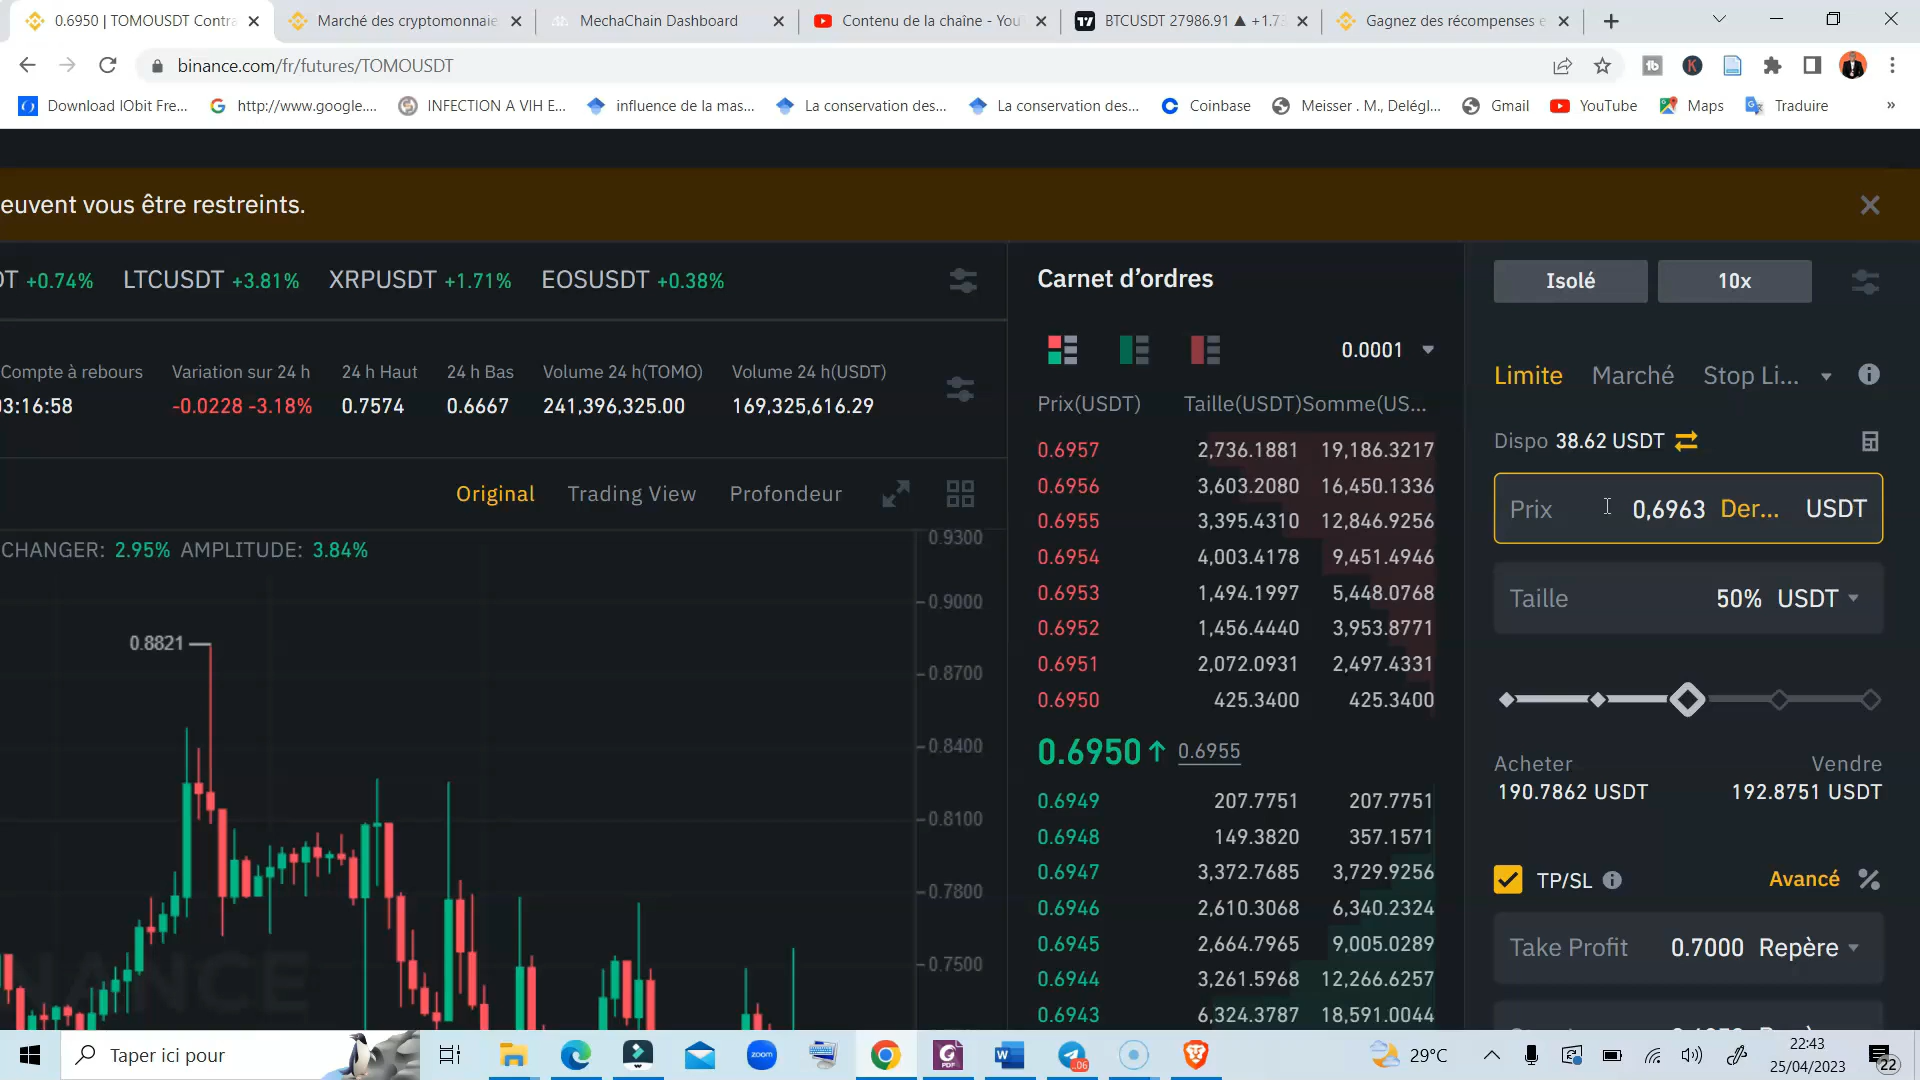 0.6950 | TOMOUSDT Contra
Marché des cryptomonnaie
MechaChain Dashboard
Contenu de la chaîne - You
BTCUSDT 27986.91 ▲ +1.73
Gagnez des récompenses e
binance.com/fr/futures/TOMOUSDT
Download IObit Fre...
http://www.google....
INFECTION A VIH E...
influence de la mas...
La conservation des...
La conservation des...
Coinbase
Meisser . M., Delégl...
Gmail
YouTube
Maps
Traduire
»
euvent vous être restreints.
DT +0.74% LTCUSDT +3.81% XRPUSDT +1.71% EOSUSDT +0.38%
Compte à rebours Variation sur 24 h 24 h Haut 24 h Bas Volume 24 h(TOMO) Volume 24 h(USDT)
03:16:58 -0.0228 -3.18% 0.7574 0.6667 241,396,325.00 169,325,616.29
Original Trading View Profondeur
CHANGER: 2.95% AMPLITUDE: 3.84%
0.9300
0.9000
0.8821
0.8700
0.8400
0.8100
0.7800
0.7500
NANCE
Carnet d’ordres
0.0001
Prix(USDT) Taille(USDT) Somme(US...
0.6957 2,736.1881 19,186.3217
0.6956 3,603.2080 16,450.1336
0.6955 3,395.4310 12,846.9256
0.6954 4,003.4178 9,451.4946
0.6953 1,494.1997 5,448.0768
0.6952 1,456.4440 3,953.8771
0.6951 2,072.0931 2,497.4331
0.6950 425.3400 425.3400
0.6950 ↑ 0.6955
0.6949 207.7751 207.7751
0.6948 149.3820 357.1571
0.6947 3,372.7685 3,729.9256
0.6946 2,610.3068 6,340.2324
0.6945 2,664.7965 9,005.0289
0.6944 3,261.5968 12,266.6257
0.6943 6,324.3787 18,591.0044
Isolé 10x
Limite Marché Stop Li...
Dispo 38.62 USDT
Prix 0,6963 Der... USDT
Taille 50% USDT
Acheter Vendre
190.7862 USDT 192.8751 USDT
TP/SL Avancé
Take Profit 0.7000 Repère
Taper ici pour
zoom
29°C
22:43
25/04/2023
22